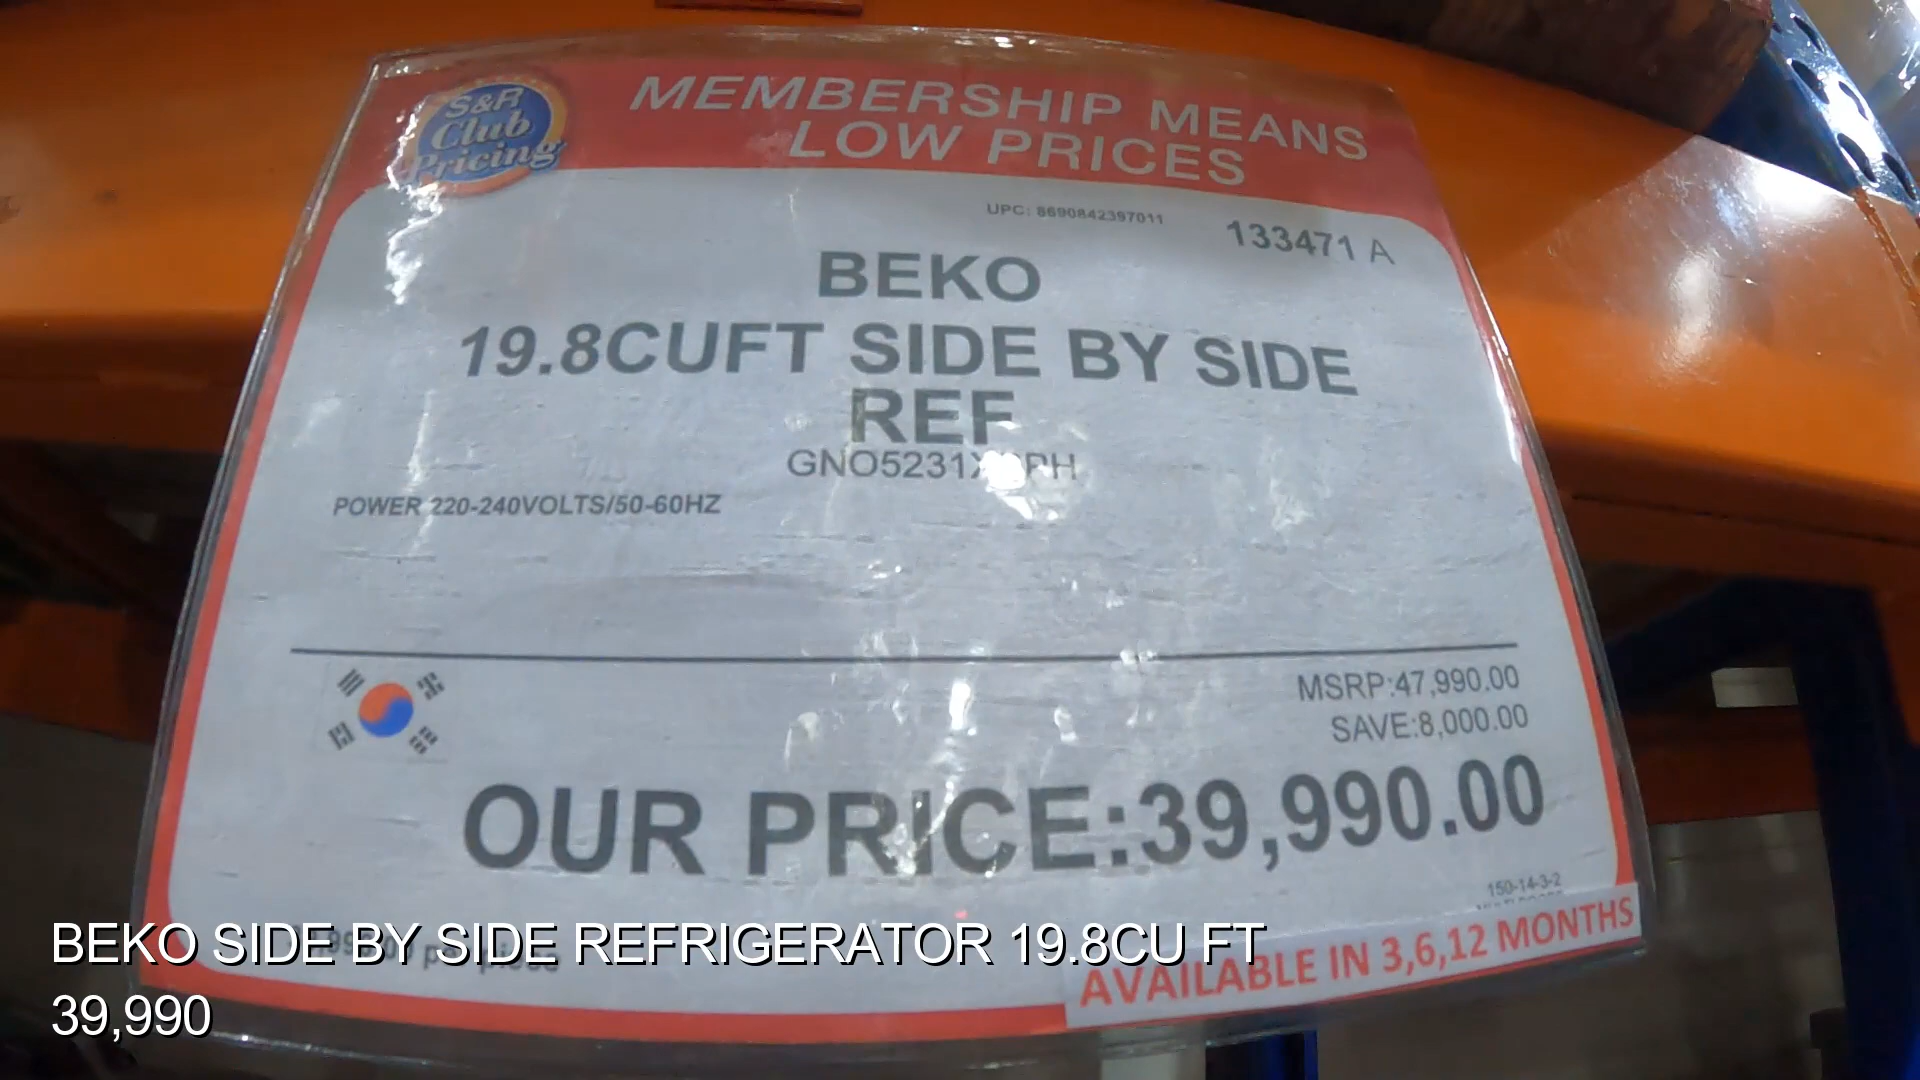 S&R
Club
Pricing
MEMBERSHIP MEANS
LOW PRICES
UPC: 8690842397011
133471 A
BEKO
19.8CUFT SIDE BY SIDE
REF
POWER 220-240VOLTS/50-60HZ
MSRP:47,990.00
SAVE:8,000.00
OUR PRICE:39,990.00
150-14-3-2
AVAILABLE IN 3,6,12 MONTHS
BEKO SIDE BY SIDE REFRIGERATOR 19.8CU FT
39,990